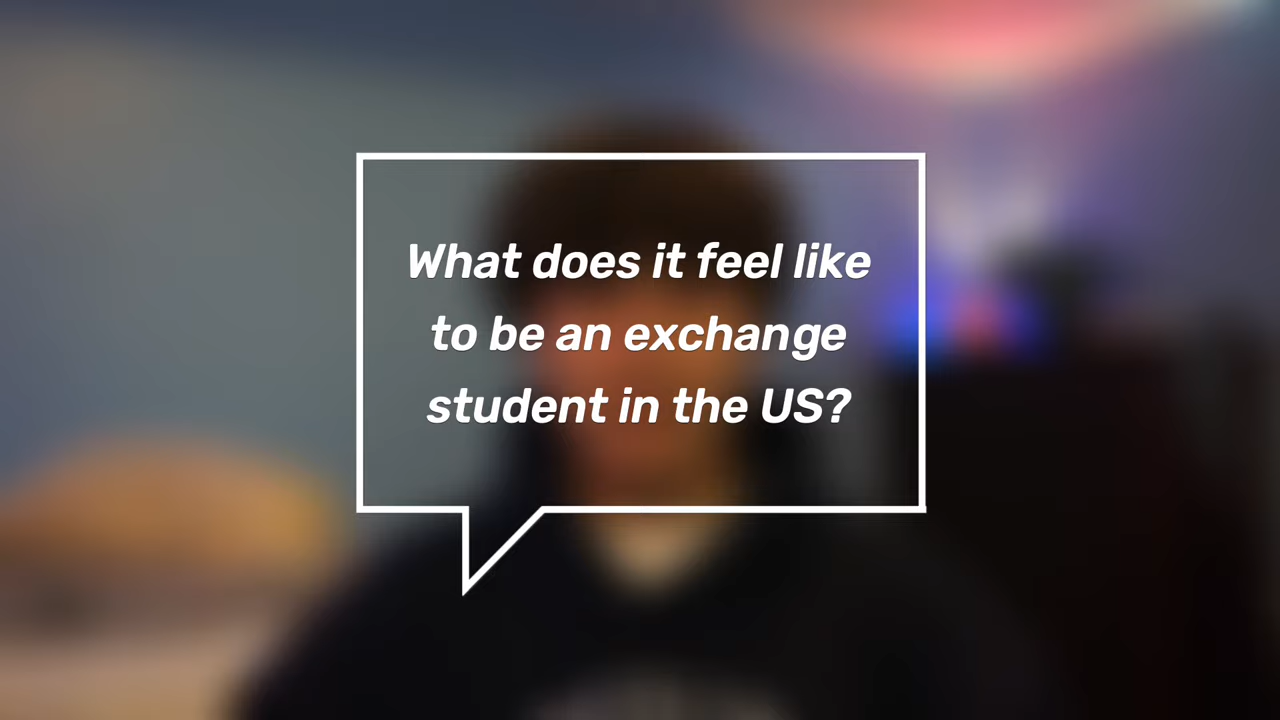 What does it feel like
to be an exchange
student in the US?